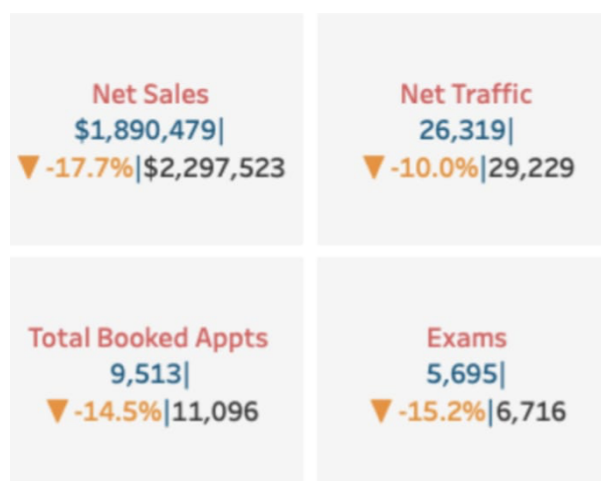 Net Sales
$1,890,479|
▼ -17.7%|$2,297,523
Net Traffic
26,319|
▼ -10.0%|29,229
Total Booked Appts
9,513|
▼ -14.5%|11,096
Exams
5,695|
▼ -15.2%|6,716